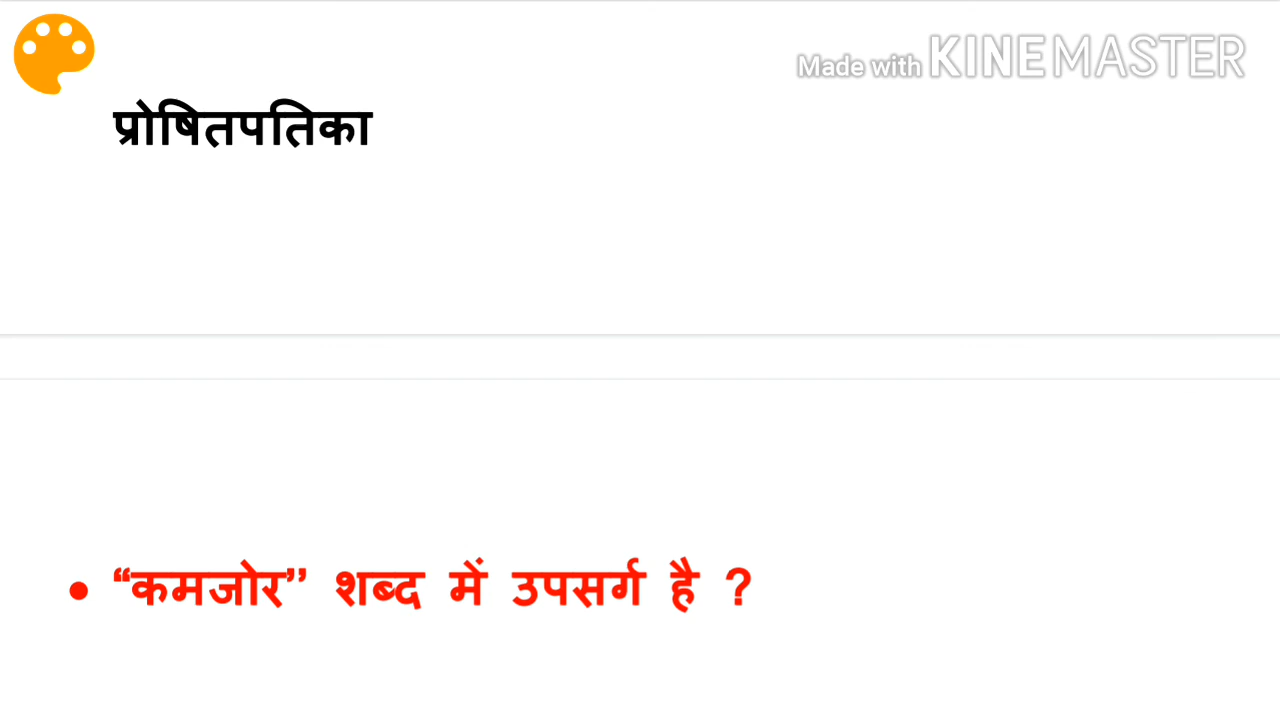 Made with KINEMASTER
प्रोषितपतिका
• “कमजोर’’ शब्द में उपसर्ग है ?